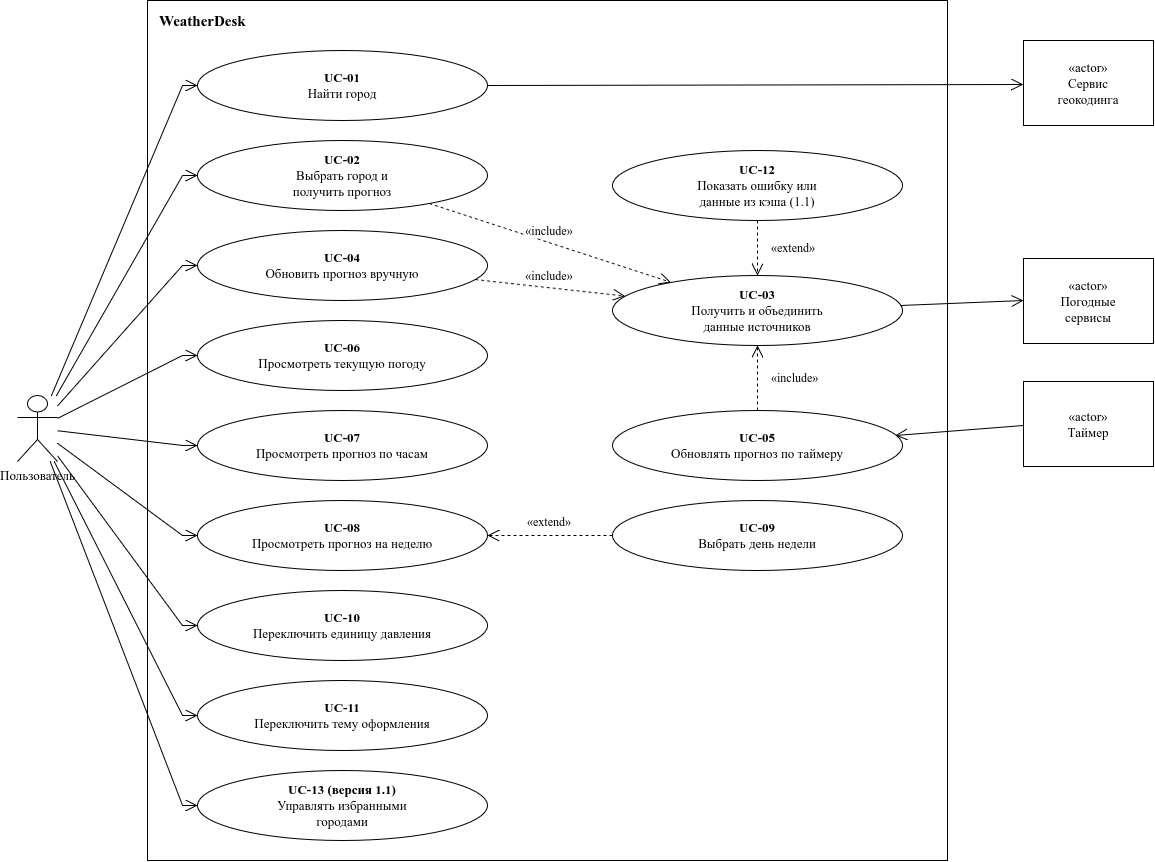 WeatherDesk
UC-01
Найти город
«actor»
Сервис
геокодинга
UC-02
Выбрать город и
получить прогноз
UC-12
Показать ошибку или
данные из кэша (1.1)
«include»
«extend»
UC-04
Обновить прогноз вручную
«include»
UC-03
Получить и объединить
данные источников
«actor»
Погодные
сервисы
UC-06
Просмотреть текущую погоду
«include»
«actor»
Таймер
UC-07
Просмотреть прогноз по часам
UC-05
Обновлять прогноз по таймеру
Пользователь
UC-08
Просмотреть прогноз на неделю
«extend»
UC-09
Выбрать день недели
UC-10
Переключить единицу давления
UC-11
Переключить тему оформления
UC-13 (версия 1.1)
Управлять избранными
городами